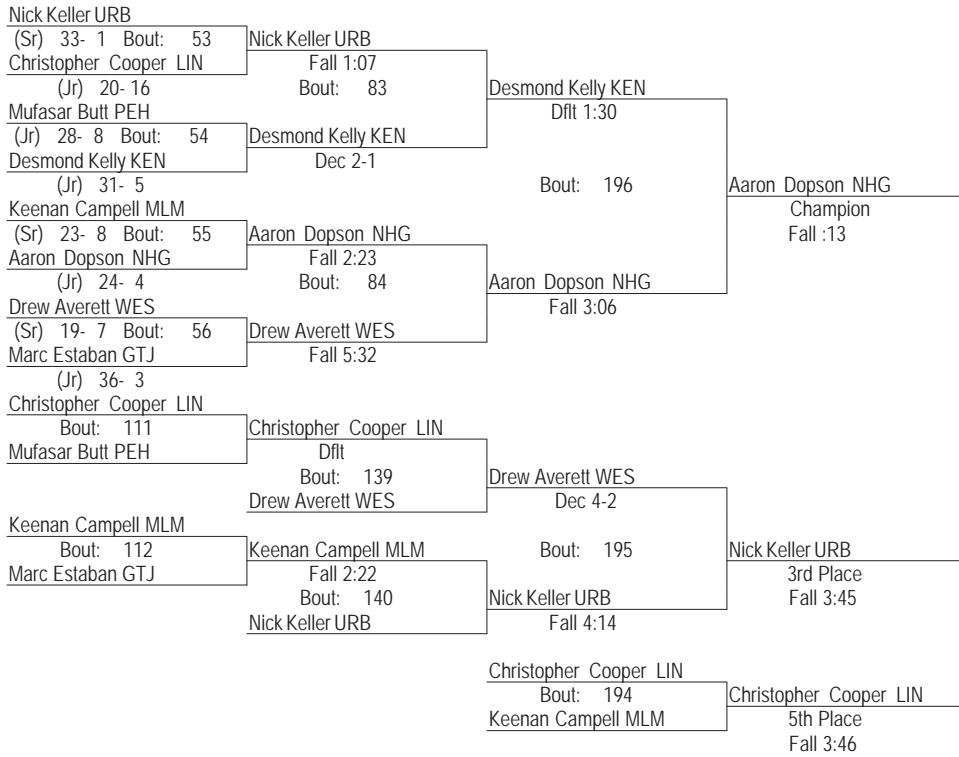 Nick Keller URB
(Sr) 33- 1 Bout: 53 Nick Keller URB
Christopher Cooper LIN Fall 1:07
(Jr) 20- 16 Bout: 83 Desmond Kelly KEN
Mufasar Butt PEH Dflt 1:30
(Jr) 28- 8 Bout: 54 Desmond Kelly KEN
Desmond Kelly KEN Dec 2-1
(Jr) 31- 5 Bout: 196 Aaron Dopson NHG
Keenan Campell MLM Champion
(Sr) 23- 8 Bout: 55 Aaron Dopson NHG Fall :13
Aaron Dopson NHG Fall 2:23
(Jr) 24- 4 Bout: 84 Aaron Dopson NHG
Drew Averett WES Fall 3:06
(Sr) 19- 7 Bout: 56 Drew Averett WES
Marc Estaban GTJ Fall 5:32
(Jr) 36- 3
Christopher Cooper LIN
Bout: 111 Christopher Cooper LIN
Mufasar Butt PEH Dflt
Bout: 139 Drew Averett WES
Drew Averett WES Dec 4-2
Keenan Campell MLM
Bout: 112 Keenan Campell MLM Bout: 195 Nick Keller URB
Marc Estaban GTJ Fall 2:22 3rd Place
Bout: 140 Nick Keller URB Fall 3:45
Nick Keller URB Fall 4:14
Christopher Cooper LIN
Bout: 194 Christopher Cooper LIN
Keenan Campell MLM 5th Place
Fall 3:46